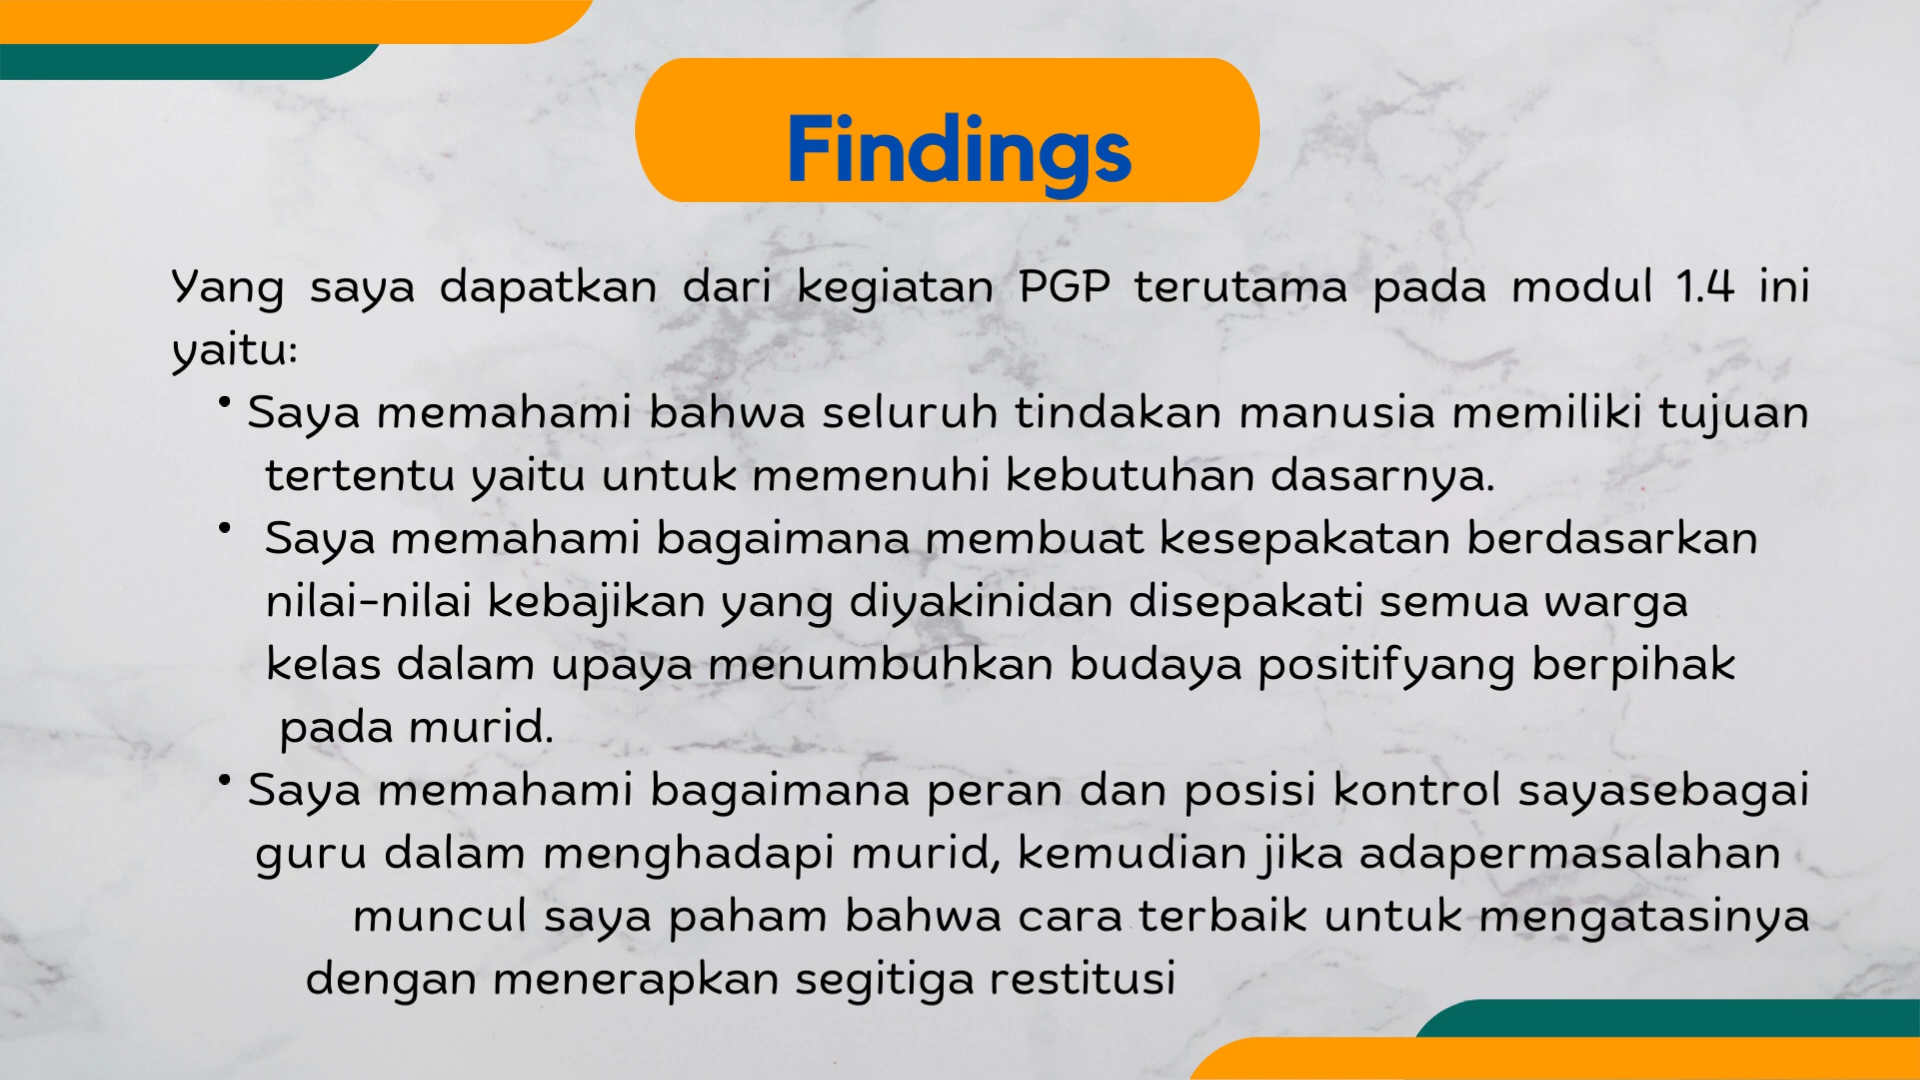 Findings
Yang saya dapatkan dari kegiatan PGP terutama pada modul 1.4 ini
yaitu:
• Saya memahami bahwa seluruh tindakan manusia memiliki tujuan
tertentu yaitu untuk memenuhi kebutuhan dasarnya.
• Saya memahami bagaimana membuat kesepakatan berdasarkan
nilai-nilai kebajikan yang diyakinidan disepakati semua warga
kelas dalam upaya menumbuhkan budaya positifyang berpihak
pada murid.
• Saya memahami bagaimana peran dan posisi kontrol sayasebagai
guru dalam menghadapi murid, kemudian jika adapermasalahan
muncul saya paham bahwa cara terbaik untuk mengatasinya
dengan menerapkan segitiga restitusi